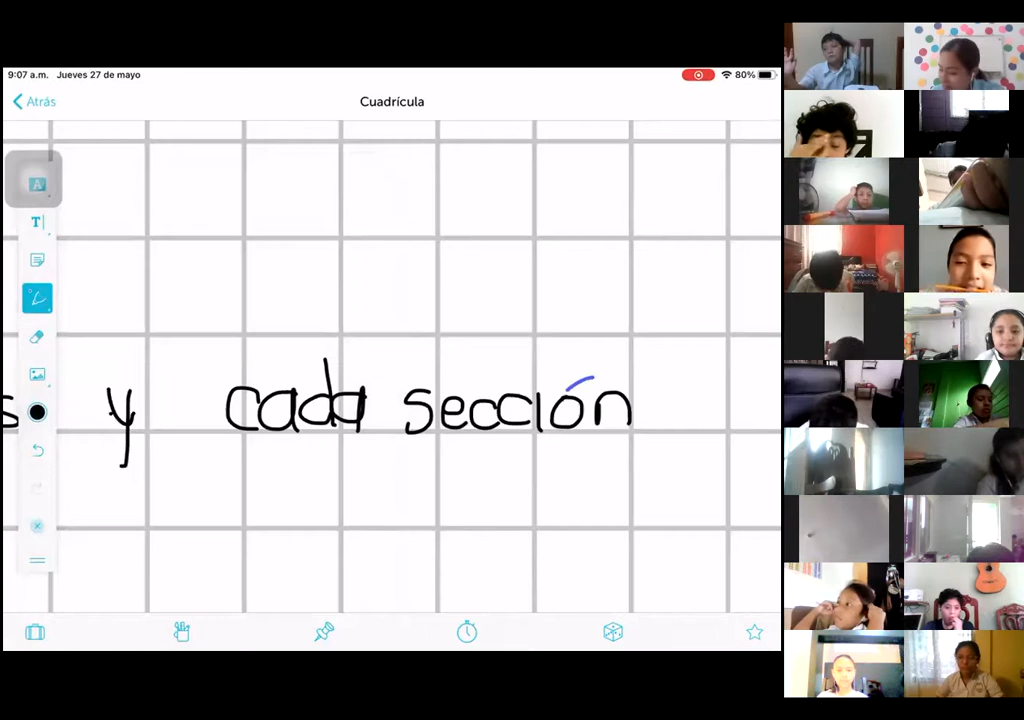 9:07 a.m. Jueves 27 de mayo
80%
Atrás
Cuadrícula
A
T
s y cada sección